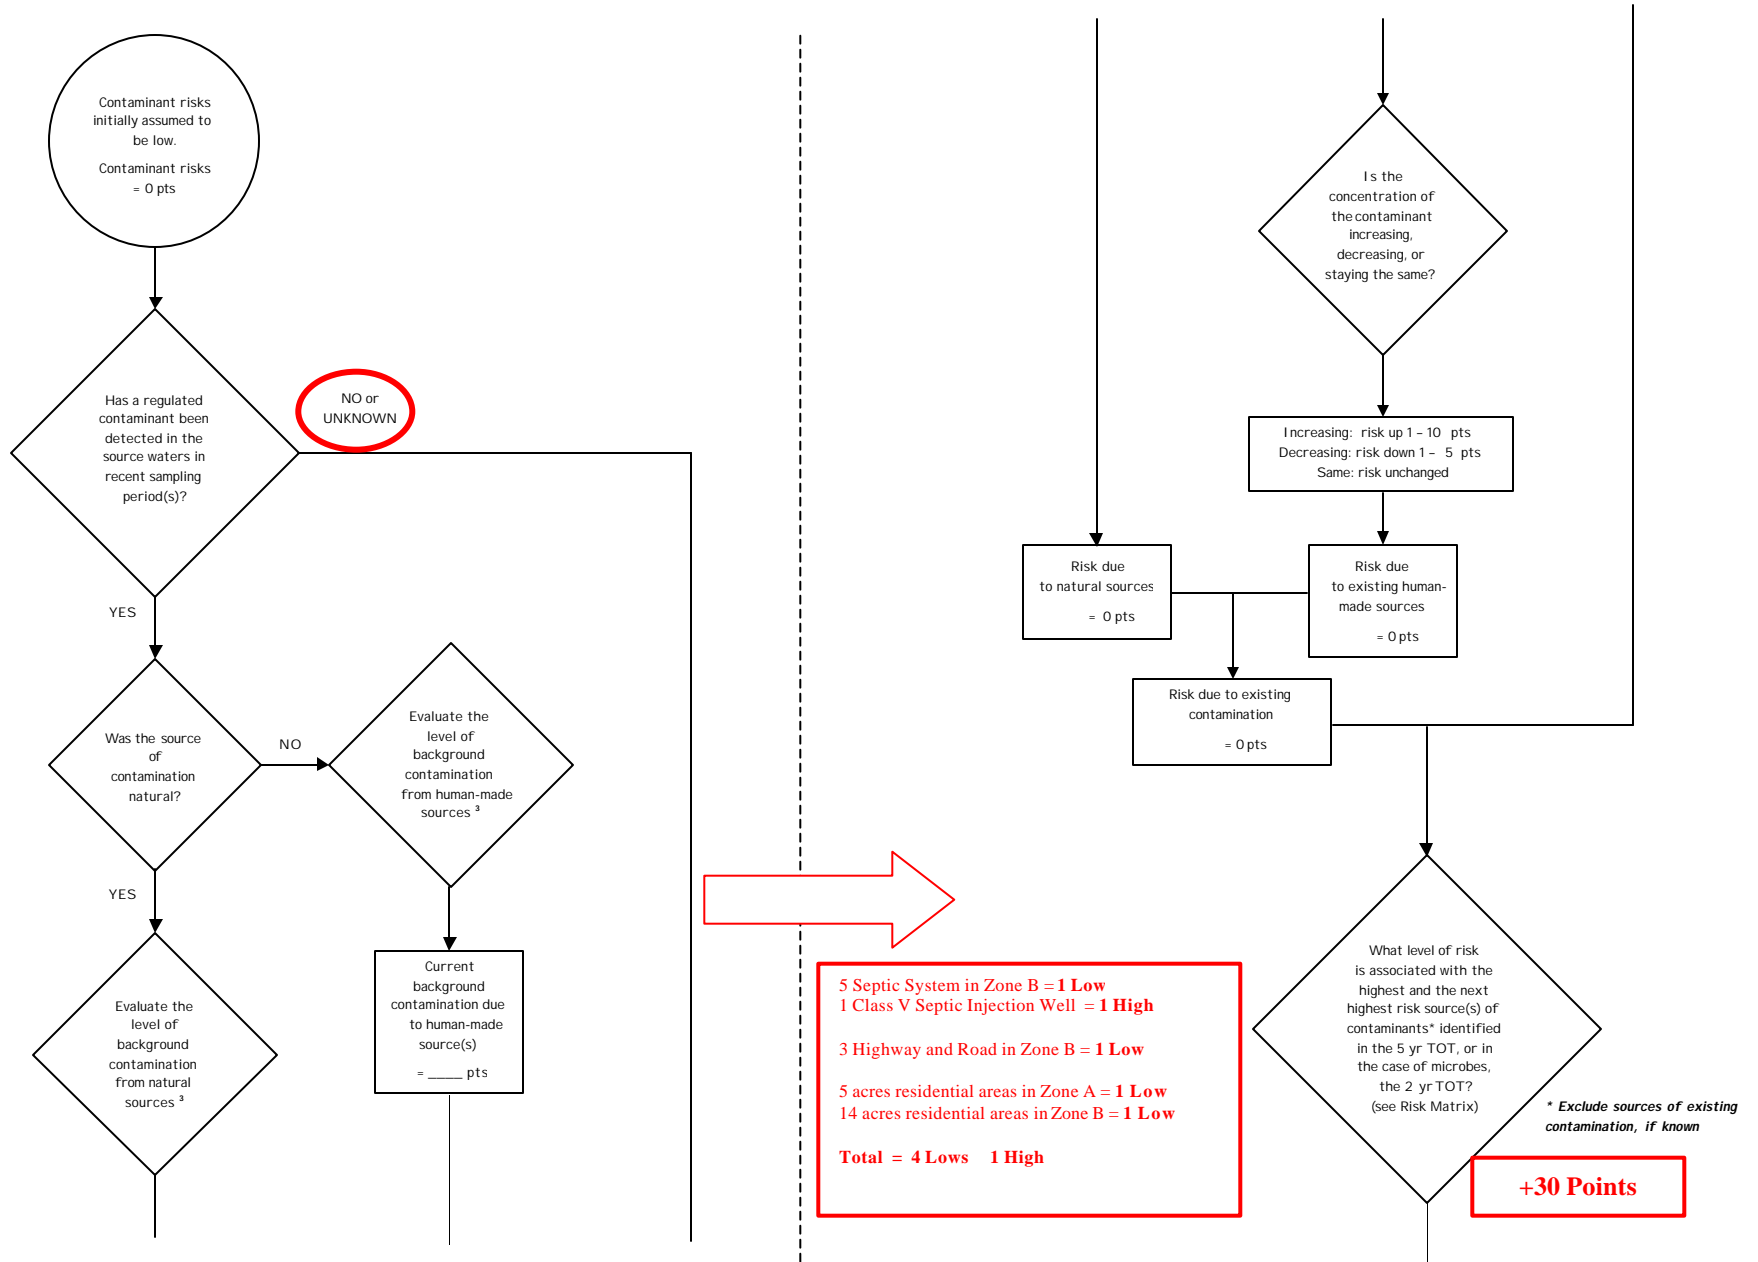 Contaminant risks
initially assumed to
be low.
Contaminant risks
= 0 pts
Has a regulated
contaminant been
detected in the
source waters in
recent sampling
period(s)?
NO or
UNKNOWN
YES
Was the source
of
contamination
natural?
NO
Evaluate the
level of
background
contamination
from human-made
sources ³
YES
Evaluate the
level of
background
contamination
from natural
sources ³
Current
background
contamination due
to human-made
source(s)
= ____ pts
Is the
concentration of
the contaminant
increasing,
decreasing, or
staying the same?
Increasing: risk up 1 – 10 pts
Decreasing: risk down 1 – 5 pts
Same: risk unchanged
Risk due
to natural sources
= 0 pts
Risk due
to existing human-
made sources
= 0 pts
Risk due to existing
contamination
= 0 pts
5 Septic System in Zone B = 1 Low
1 Class V Septic Injection Well = 1 High
3 Highway and Road in Zone B = 1 Low
5 acres residential areas in Zone A = 1 Low
14 acres residential areas in Zone B = 1 Low
Total = 4 Lows 1 High
What level of risk
is associated with the
highest and the next
highest risk source(s) of
contaminants* identified
in the 5 yr TOT, or in
the case of microbes,
the 2 yr TOT?
(see Risk Matrix)
* Exclude sources of existing
contamination, if known
+30 Points